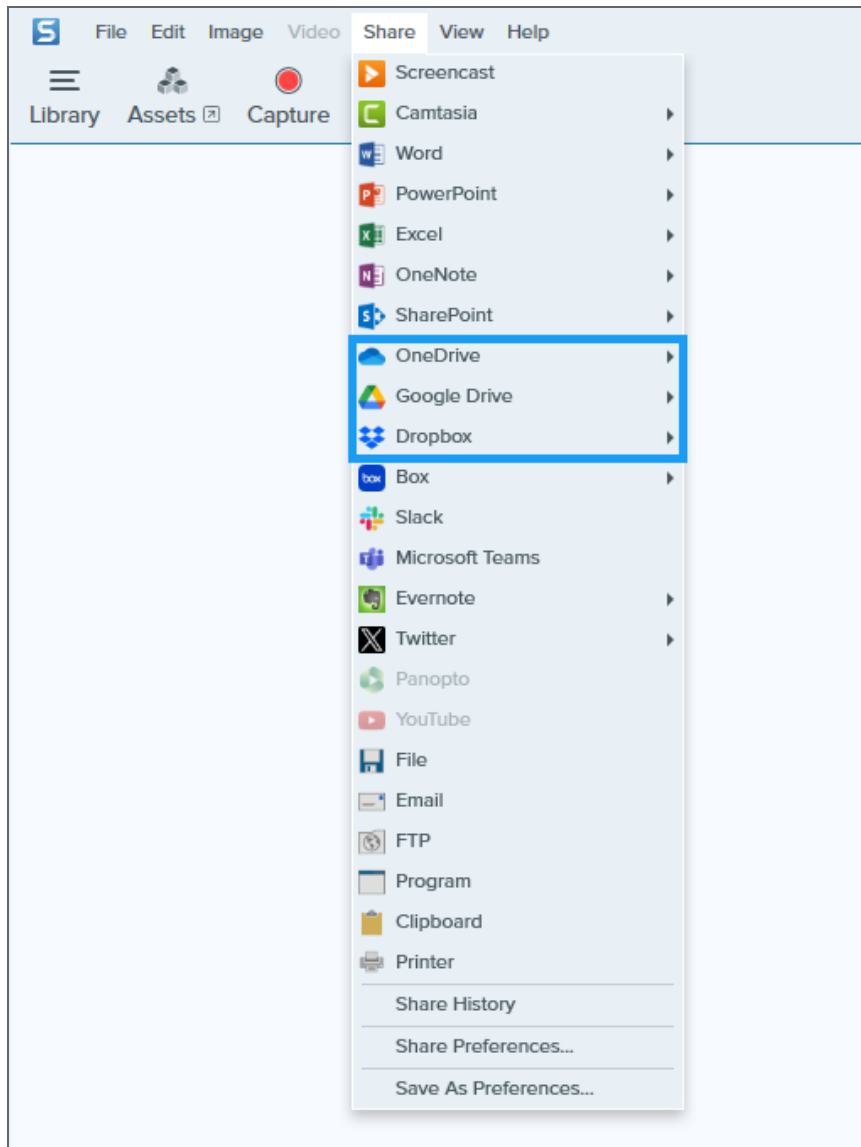 S File Edit Image Video Share View Help
Library Assets Capture
Screencast
Camtasia
Word
PowerPoint
Excel
OneNote
SharePoint
OneDrive
Google Drive
Dropbox
box Box
Slack
Microsoft Teams
Evernote
Twitter
Panopto
YouTube
File
Email
FTP
Program
Clipboard
Printer
Share History
Share Preferences...
Save As Preferences...